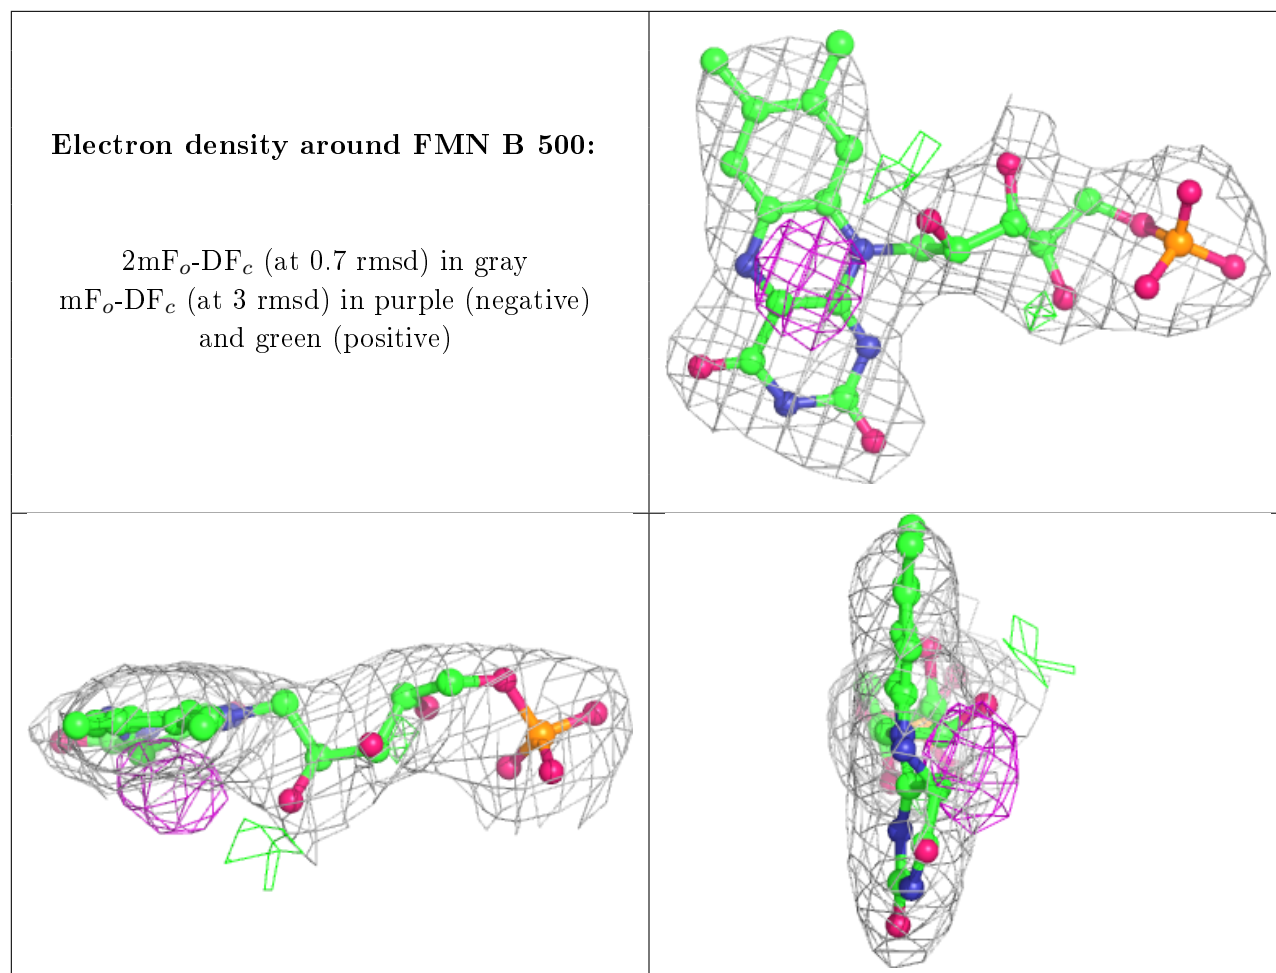 Electron density around FMN B 500:
2mFo-DFc (at 0.7 rmsd) in gray
mFo-DFc (at 3 rmsd) in purple (negative)
and green (positive)